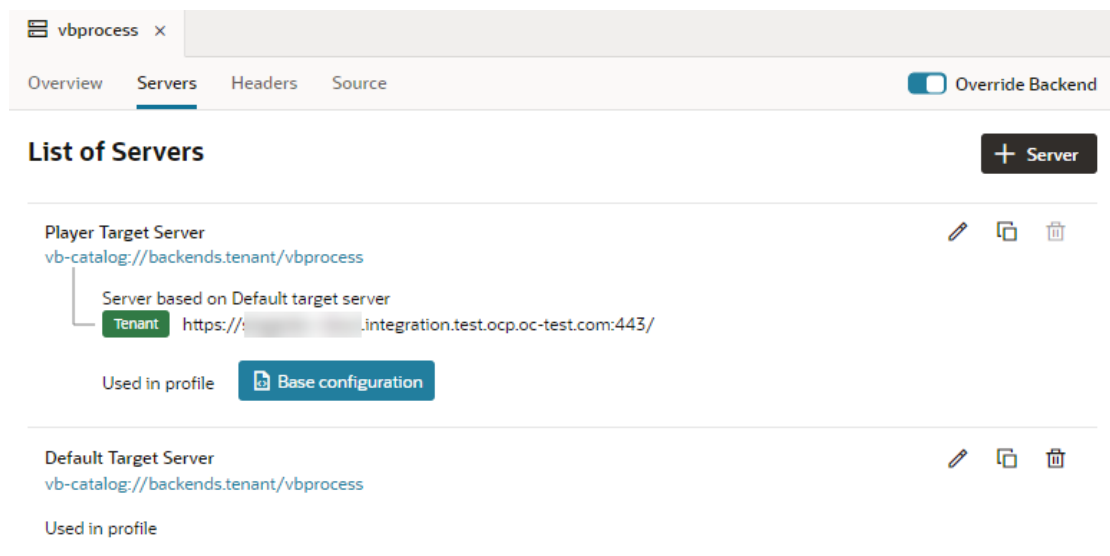 vbprocess ×
Overview Servers Headers Source Override Backend
List of Servers + Server
Player Target Server
vb-catalog://backends.tenant/vbprocess
Server based on Default target server
Tenant https:// .integration.test.ocp.oc-test.com:443/
Used in profile Base configuration
Default Target Server
vb-catalog://backends.tenant/vbprocess
Used in profile